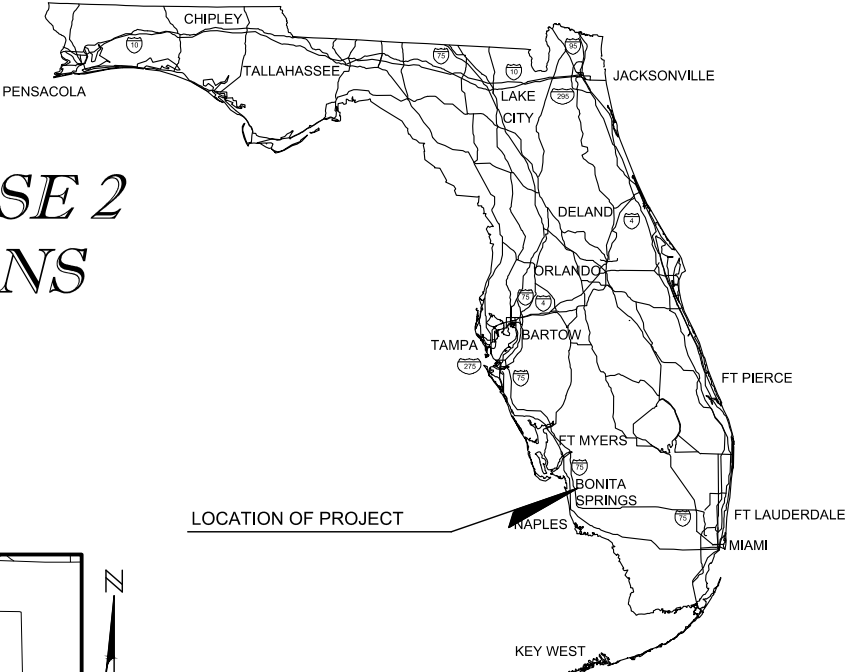 CHIPLEY
10
75
95
TALLAHASSEE
10
JACKSONVILLE
PENSACOLA
LAKE
CITY
295
SE 2
NS
DELAND
4
ORLANDO
75
4
TAMPA
BARTOW
275
75
FT PIERCE
FT MYERS
75
BONITA
SPRINGS
LOCATION OF PROJECT
NAPLES
75
FT LAUDERDALE
MIAMI
N
KEY WEST